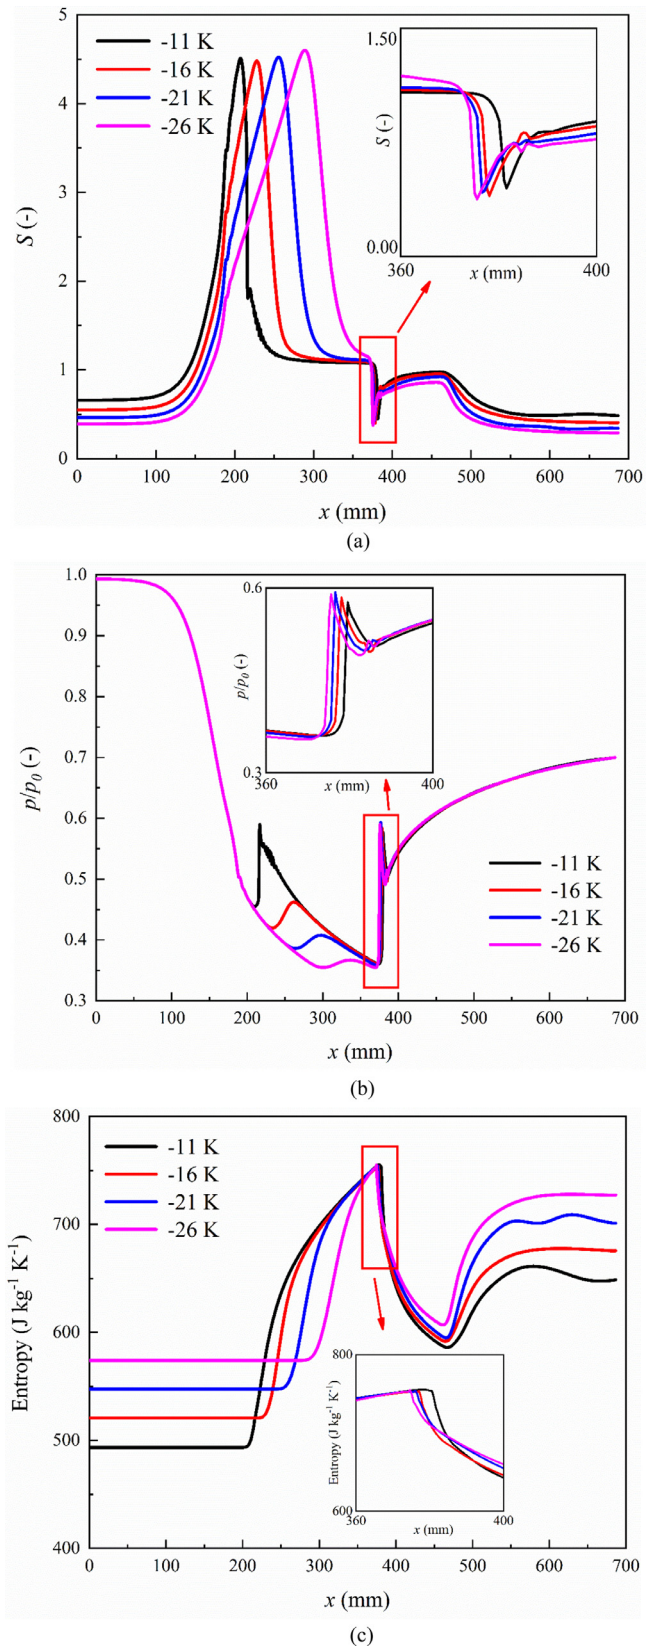 5
4
3
2
1
0
S (-)
-11 K
-16 K
-21 K
-26 K
1.50
0.00
S (-)
360
400
x (mm)
0
100
200
300
400
500
600
700
x (mm)
(a)
1.0
0.9
0.8
0.7
0.6
0.5
0.4
0.3
p/p0 (-)
0.6
0.3
p/p0 (-)
360
400
x (mm)
-11 K
-16 K
-21 K
-26 K
0
100
200
300
400
500
600
700
x (mm)
(b)
800
700
600
500
400
Entropy (J kg-1 K-1)
-11 K
-16 K
-21 K
-26 K
800
600
Entropy (J kg-1 K-1)
360
400
x (mm)
0
100
200
300
400
500
600
700
x (mm)
(c)